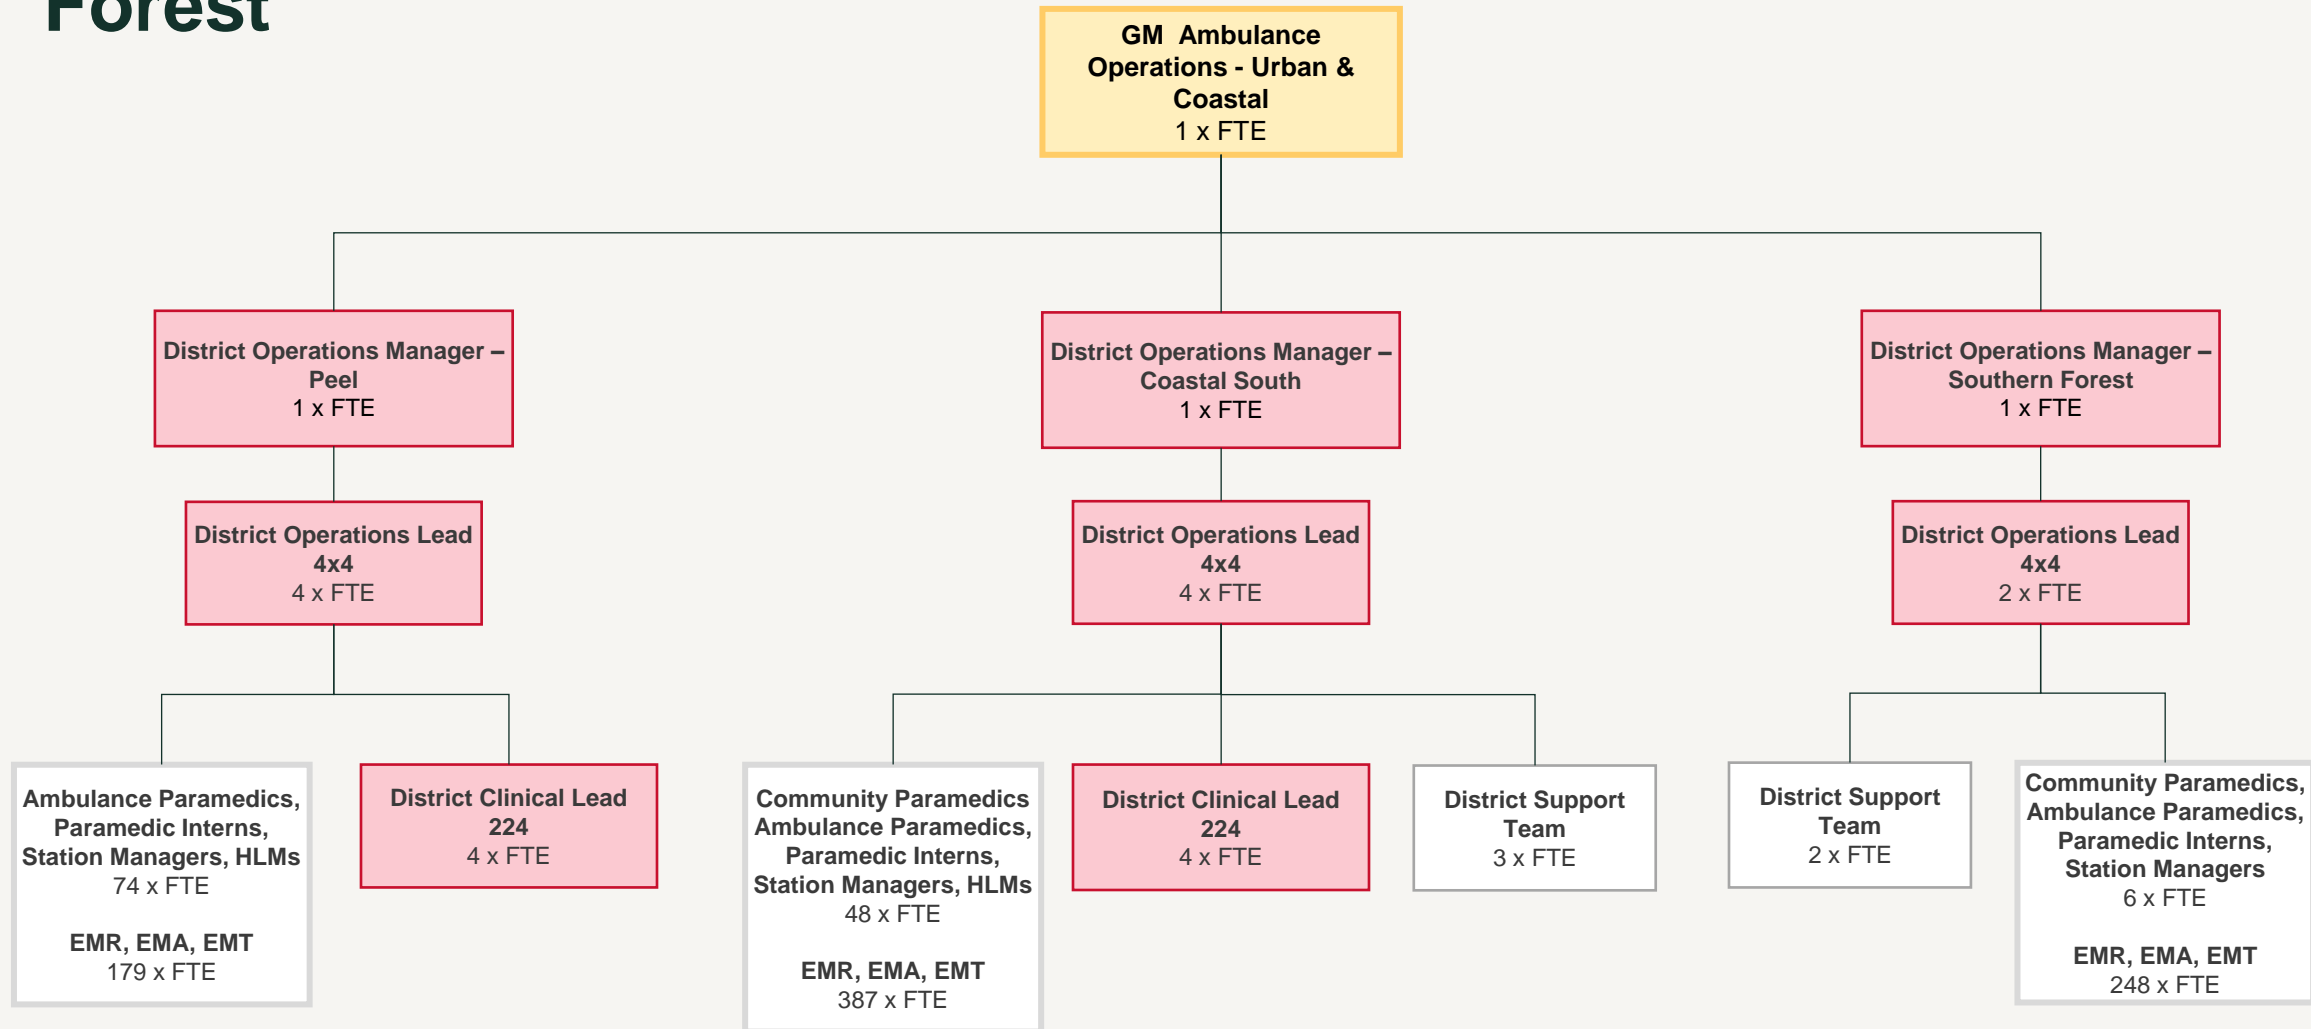 Forest
GM Ambulance
Operations - Urban &
Coastal
1 x FTE
District Operations Manager –
Peel
1 x FTE
District Operations Manager –
Coastal South
1 x FTE
District Operations Manager –
Southern Forest
1 x FTE
District Operations Lead
4x4
4 x FTE
District Operations Lead
4x4
4 x FTE
District Operations Lead
4x4
2 x FTE
Ambulance Paramedics,
Paramedic Interns,
Station Managers, HLMs
74 x FTE
EMR, EMA, EMT
179 x FTE
District Clinical Lead
224
4 x FTE
Community Paramedics
Ambulance Paramedics,
Paramedic Interns,
Station Managers, HLMs
48 x FTE
EMR, EMA, EMT
387 x FTE
District Clinical Lead
224
4 x FTE
District Support
Team
3 x FTE
District Support
Team
2 x FTE
Community Paramedics,
Ambulance Paramedics,
Paramedic Interns,
Station Managers
6 x FTE
EMR, EMA, EMT
248 x FTE